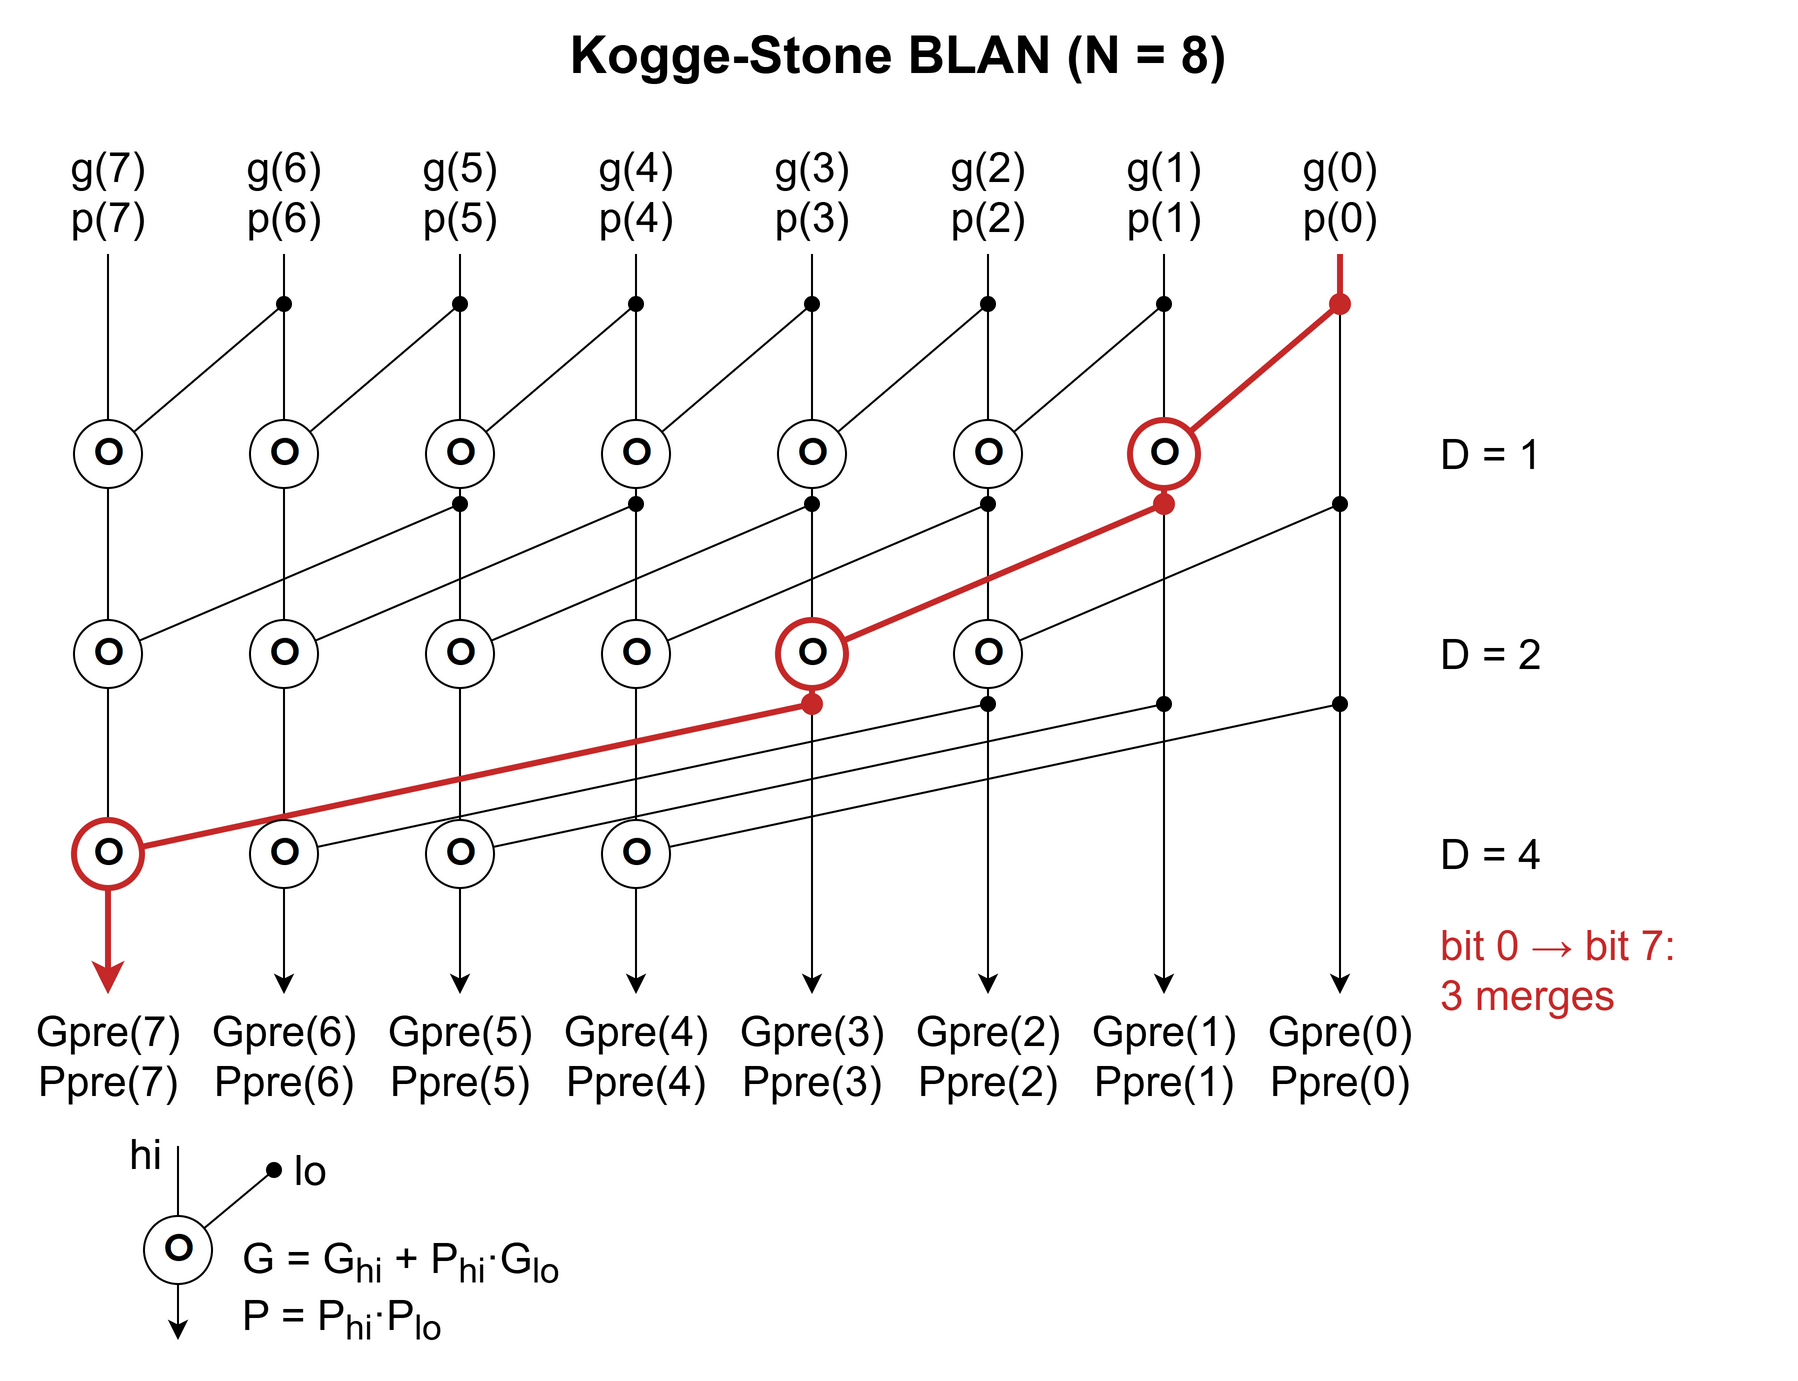 Kogge-Stone BLAN (N = 8)
g(7) g(6) g(5) g(4) g(3) g(2) g(1) g(0)
p(7) p(6) p(5) p(4) p(3) p(2) p(1) p(0)
O O O O O O O D = 1
O O O O O O D = 2
O O O O D = 4
bit 0 → bit 7:
3 merges
Gpre(7) Gpre(6) Gpre(5) Gpre(4) Gpre(3) Gpre(2) Gpre(1) Gpre(0)
Ppre(7) Ppre(6) Ppre(5) Ppre(4) Ppre(3) Ppre(2) Ppre(1) Ppre(0)
hi lo
O
G = Ghi + Phi·Glo
P = Phi·Plo